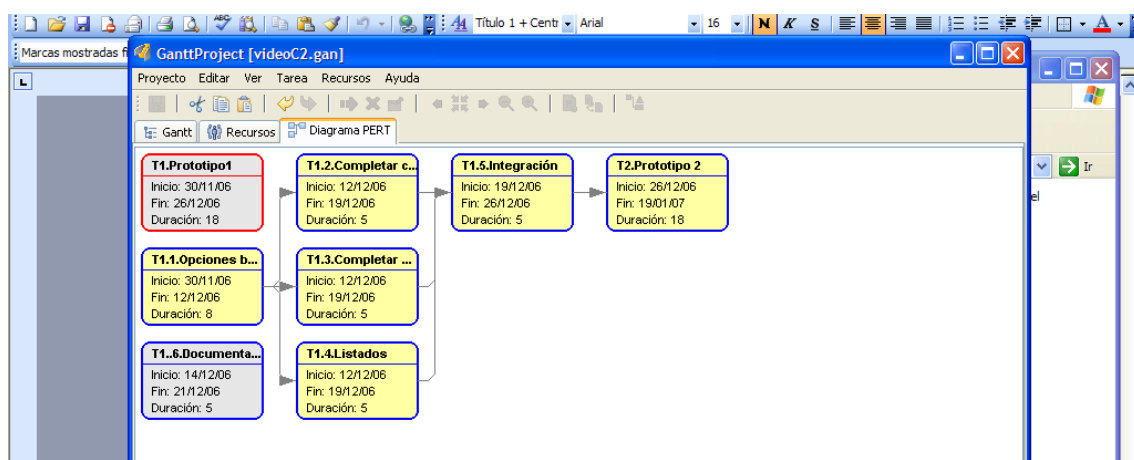 Título 1 + Centr
Arial
16
N K S
A
Marcas mostradas fi
GanttProject [videoC2.gan]
Proyecto Editar Ver Tarea Recursos Ayuda
Gantt Recursos Diagrama PERT
Ir
el
T1.Prototipo1
Inicio: 30/11/06
Fin: 26/12/06
Duración: 18
T1.2.Completar c...
Inicio: 12/12/06
Fin: 19/12/06
Duración: 5
T1.5.Integración
Inicio: 19/12/06
Fin: 26/12/06
Duración: 5
T2.Prototipo 2
Inicio: 26/12/06
Fin: 19/01/07
Duración: 18
T1.1.Opciones b...
Inicio: 30/11/06
Fin: 12/12/06
Duración: 8
T1.3.Completar ...
Inicio: 12/12/06
Fin: 19/12/06
Duración: 5
T1..6.Documenta...
Inicio: 14/12/06
Fin: 21/12/06
Duración: 5
T1.4.Listados
Inicio: 12/12/06
Fin: 19/12/06
Duración: 5